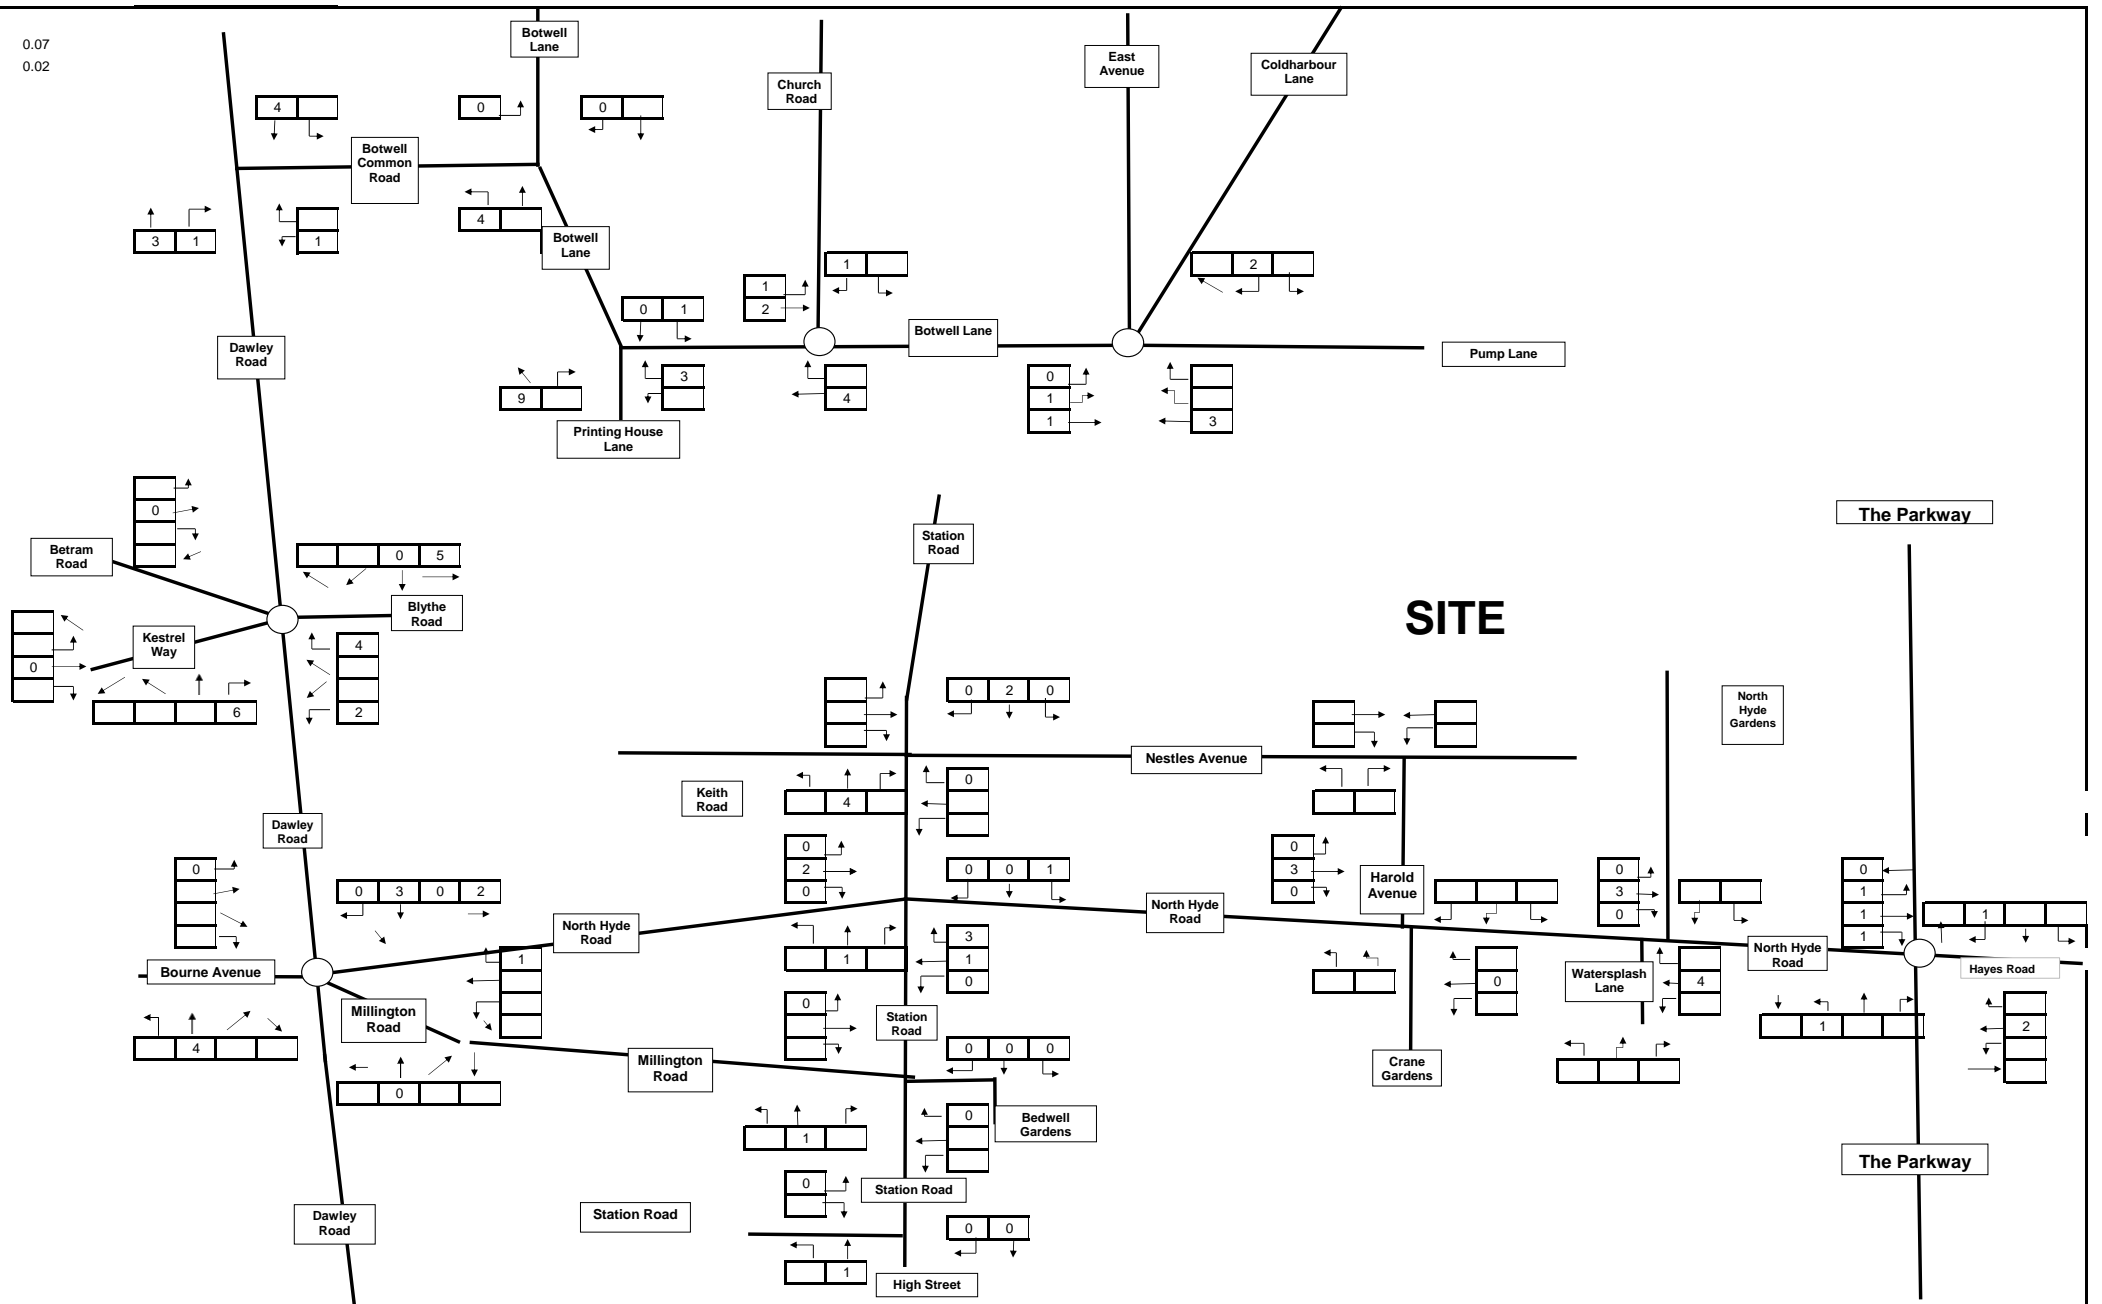 Botwell
Lane
0.07
East
Avenue
Coldharbour
Lane
0.02
Church
Road
4
0
0
Botwell
Common
Road
4
3 1
1
Botwell
Lane
1
2
1
2
0 1
Botwell Lane
Dawley
Road
Pump Lane
9
3
4
0
1
1
3
Printing House
Lane
0
The Parkway
Betram
Road
0 5
Station
Road
Blythe
Road
SITE
Kestrel
Way
0
4
2
6
0 2 0
North
Hyde
Gardens
Nestles Avenue
Keith
Road
4
0
Dawley
Road
0
2
0
0
3
0
0
0 3 0 2
0 0 1
Harold
Avenue
0
3
0
0
1
1
1
1
North Hyde
Road
North Hyde
Road
North Hyde
Road
Bourne Avenue
1
1
3
1
0
0
4
Watersplash
Lane
Hayes Road
Millington
Road
4
0
Station
Road
0
1
2
0 0 0
Millington
Road
Crane
Gardens
1
0
Bedwell
Gardens
The Parkway
0
Station Road
Dawley
Road
Station Road
0 0
1
High Street